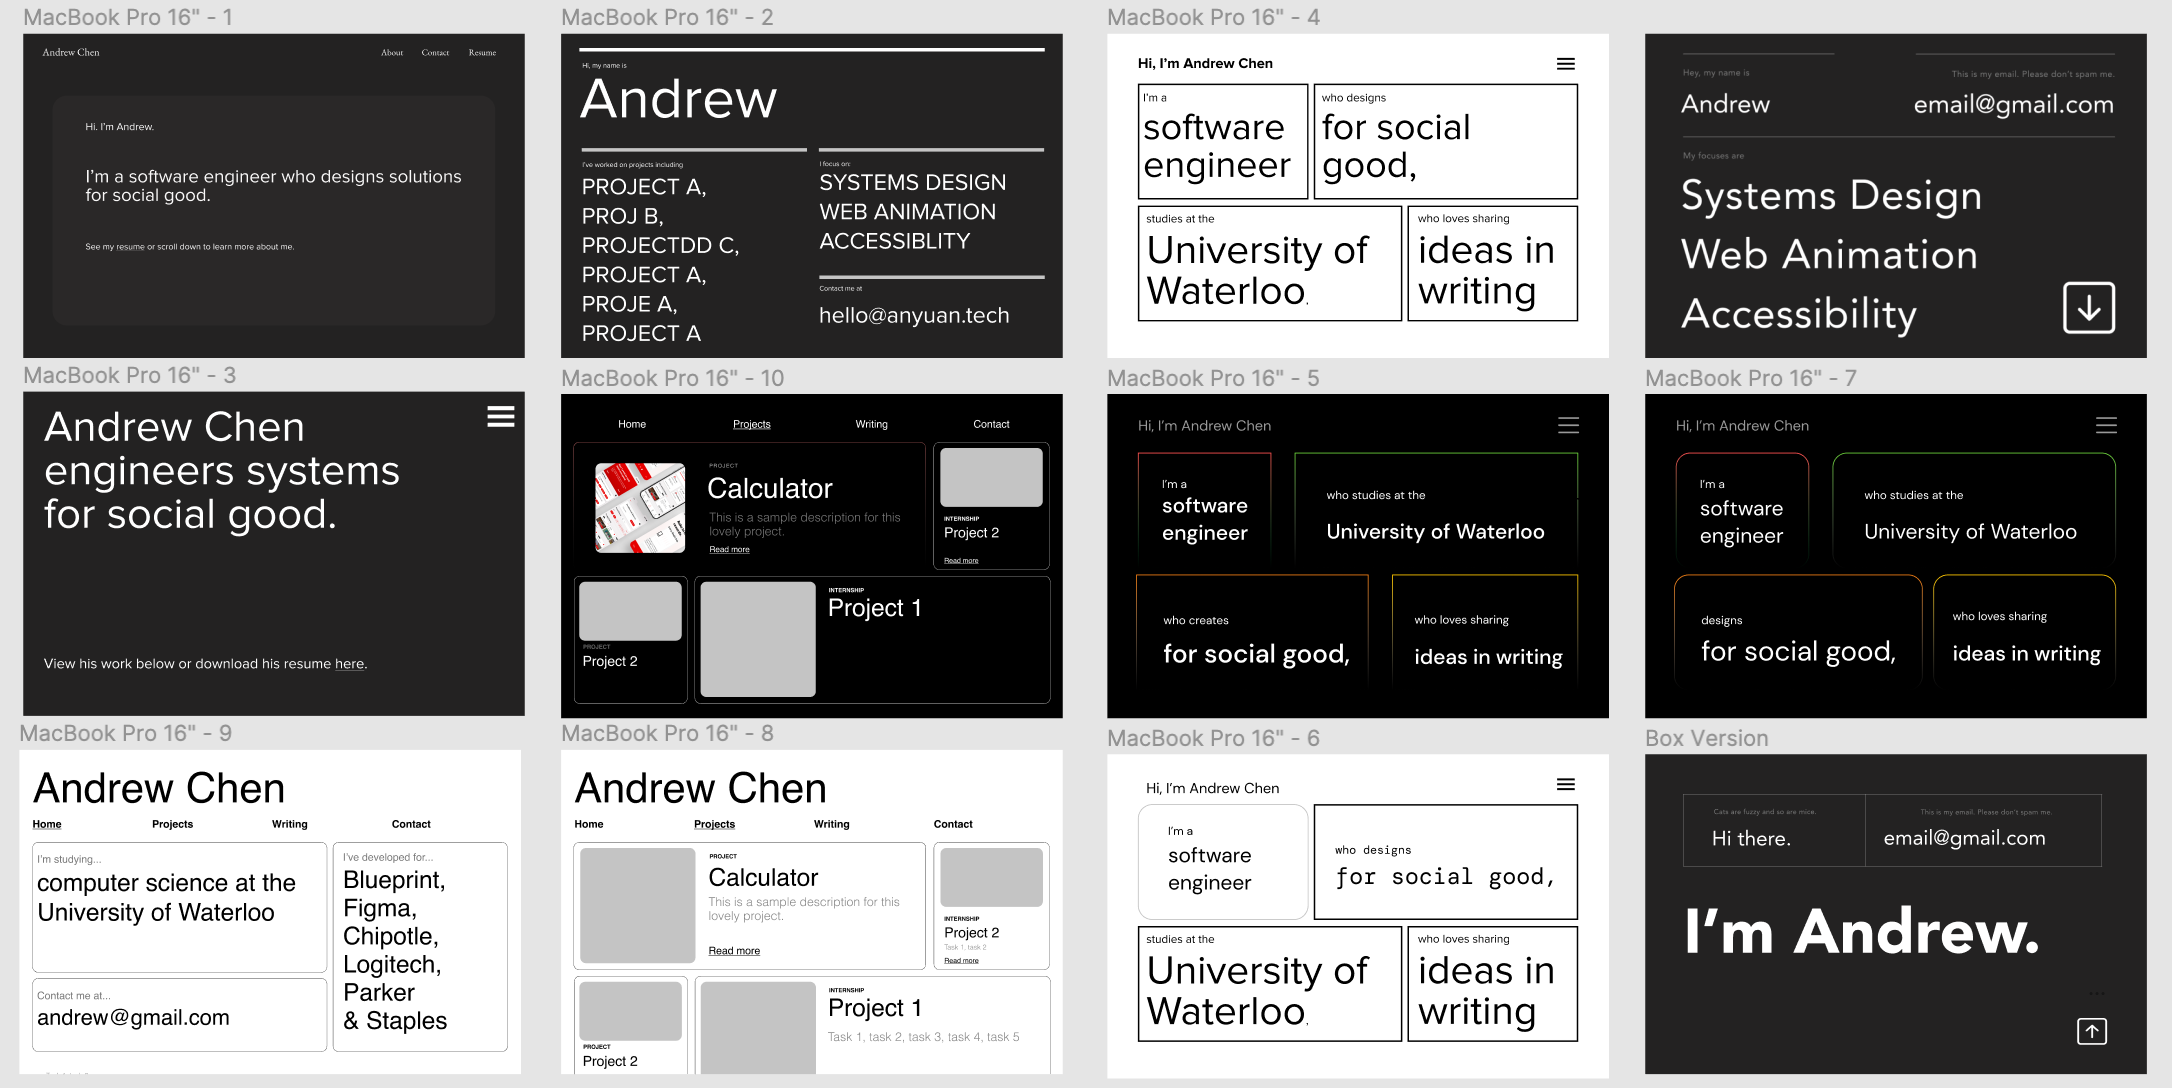 MacBook Pro 16" - 1
Andrew Chen
About Contact Resume
Hi. I'm Andrew.
I'm a software engineer who designs solutions
for social good.
See my resume or scroll down to learn more about me.
MacBook Pro 16" - 2
Hi, my name is
Andrew
I've worked on projects including
PROJECT A,
PROJ B,
PROJECTDD C,
PROJECT A,
PROJE A,
PROJECT A
I focus on:
SYSTEMS DESIGN
WEB ANIMATION
ACCESSIBLITY
Contact me at
hello@anyuan.tech
MacBook Pro 16" - 4
Hi, I'm Andrew Chen
I'm a
software
engineer
who designs
for social
good,
studies at the
University of
Waterloo.
who loves sharing
ideas in
writing
Hey, my name is
Andrew
This is my email. Please don't spam me.
email@gmail.com
My focuses are
Systems Design
Web Animation
Accessibility
MacBook Pro 16" - 3
Andrew Chen
engineers systems
for social good.
View his work below or download his resume here.
MacBook Pro 16" - 10
Home Projects Writing Contact
PROJECT
Calculator
This is a sample description for this
lovely project.
Read more
INTERNSHIP
Project 2
Read more
PROJECT
Project 2
INTERNSHIP
Project 1
MacBook Pro 16" - 5
Hi, I'm Andrew Chen
I'm a
software
engineer
who studies at the
University of Waterloo
who creates
for social good,
who loves sharing
ideas in writing
MacBook Pro 16" - 7
Hi, I'm Andrew Chen
I'm a
software
engineer
who studies at the
University of Waterloo
designs
for social good,
who loves sharing
ideas in writing
MacBook Pro 16" - 9
Andrew Chen
Home Projects Writing Contact
I'm studying...
computer science at the
University of Waterloo
Contact me at...
andrew@gmail.com
I've developed for...
Blueprint,
Figma,
Chipotle,
Logitech,
Parker
& Staples
MacBook Pro 16" - 8
Andrew Chen
Home Projects Writing Contact
PROJECT
Calculator
This is a sample description for this
lovely project.
Read more
INTERNSHIP
Project 2
Task 1, task 2
Read more
PROJECT
Project 2
INTERNSHIP
Project 1
Task 1, task 2, task 3, task 4, task 5
MacBook Pro 16" - 6
Hi, I'm Andrew Chen
I'm a
software
engineer
who designs
for social good,
studies at the
University of
Waterloo.
who loves sharing
ideas in
writing
Box Version
Cats are fuzzy and so are mice.
Hi there.
This is my email. Please don't spam me.
email@gmail.com
I'm Andrew.